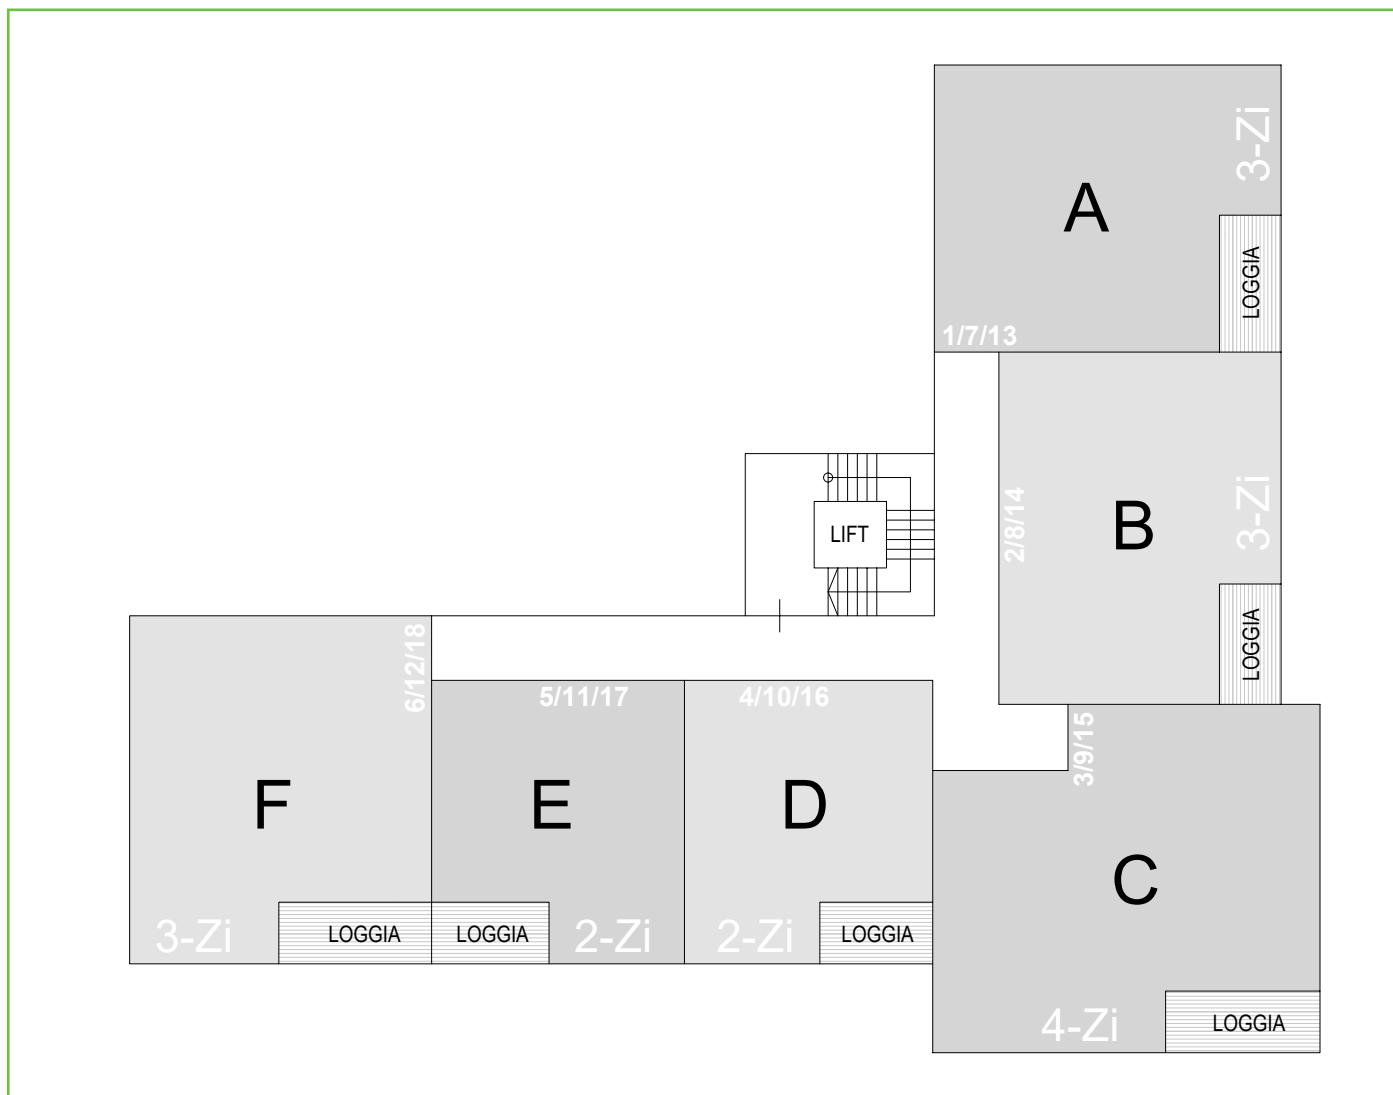 A
3-Zi
LOGGIA
1/7/13
B
2/8/14
3-Zi
LOGGIA
LIFT
6/12/18
F
3-Zi
LOGGIA
5/11/17
E
LOGGIA
2-Zi
4/10/16
D
2-Zi
LOGGIA
3/9/15
C
4-Zi
LOGGIA